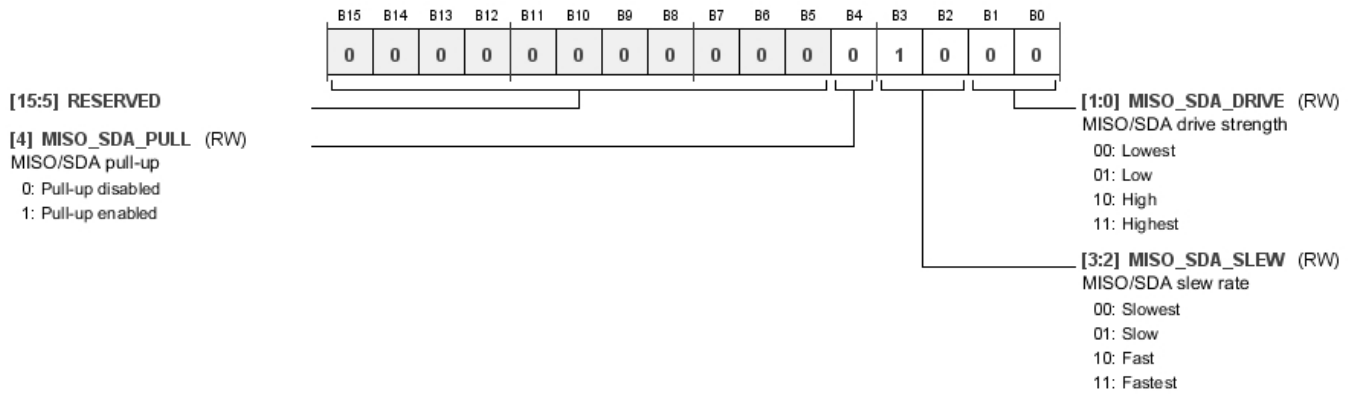 B15 B14 B13 B12 B11 B10 B9 B8 B7 B6 B5 B4 B3 B2 B1 B0
0 0 0 0 0 0 0 0 0 0 0 0 1 0 0 0
[15:5] RESERVED
[4] MISO_SDA_PULL (RW)
MISO/SDA pull-up
0: Pull-up disabled
1: Pull-up enabled
[1:0] MISO_SDA_DRIVE (RW)
MISO/SDA drive strength
00: Lowest
01: Low
10: High
11: Highest
[3:2] MISO_SDA_SLEW (RW)
MISO/SDA slew rate
00: Slowest
01: Slow
10: Fast
11: Fastest